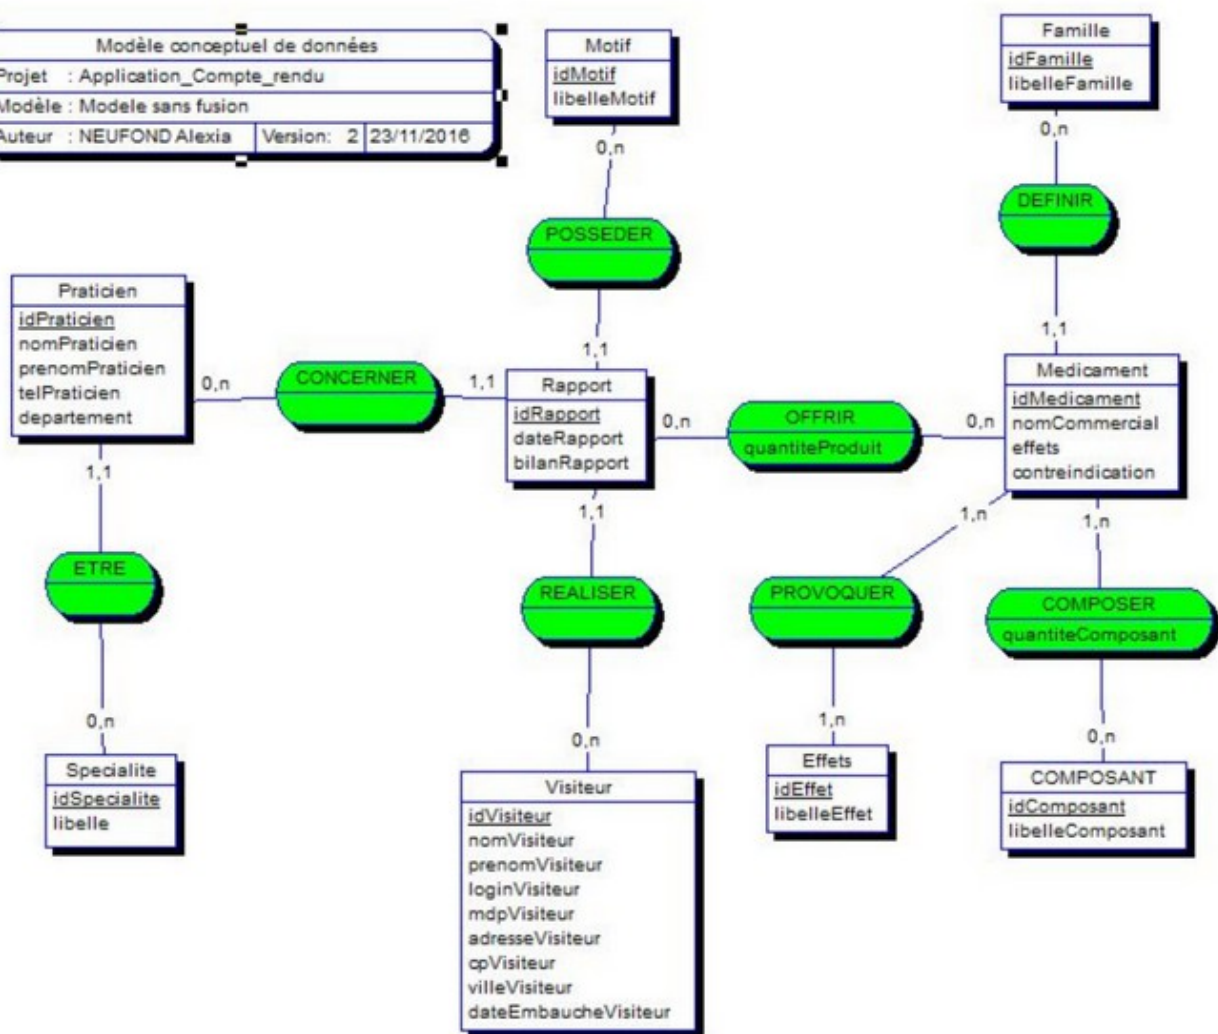 Modèle conceptuel de données
Projet : Application_Compte_rendu
Modèle : Modele sans fusion
Auteur : NEUFOND Alexia Version: 2 23/11/2016
Motif
idMotif
libelleMotif
0,n
POSSEDER
1,1
Famille
idFamille
libelleFamille
0,n
DEFINIR
1,1
Praticien
idPraticien
nomPraticien
prenomPraticien
telPraticien
departement
0,n
CONCERNER
1,1
Rapport
idRapport
dateRapport
bilanRapport
0,n
OFFRIR
quantiteProduit
0,n
Medicament
idMedicament
nomCommercial
effets
contreindication
1,1
ETRE
0,n
Specialite
idSpecialite
libelle
1,1
REALISER
0,n
Visiteur
idVisiteur
nomVisiteur
prenomVisiteur
loginVisiteur
mdpVisiteur
adresseVisiteur
cpVisiteur
villeVisiteur
dateEmbaucheVisiteur
1,n
PROVOQUER
1,n
Effets
idEffet
libelleEffet
1,n
COMPOSER
quantiteComposant
0,n
COMPOSANT
idComposant
libelleComposant